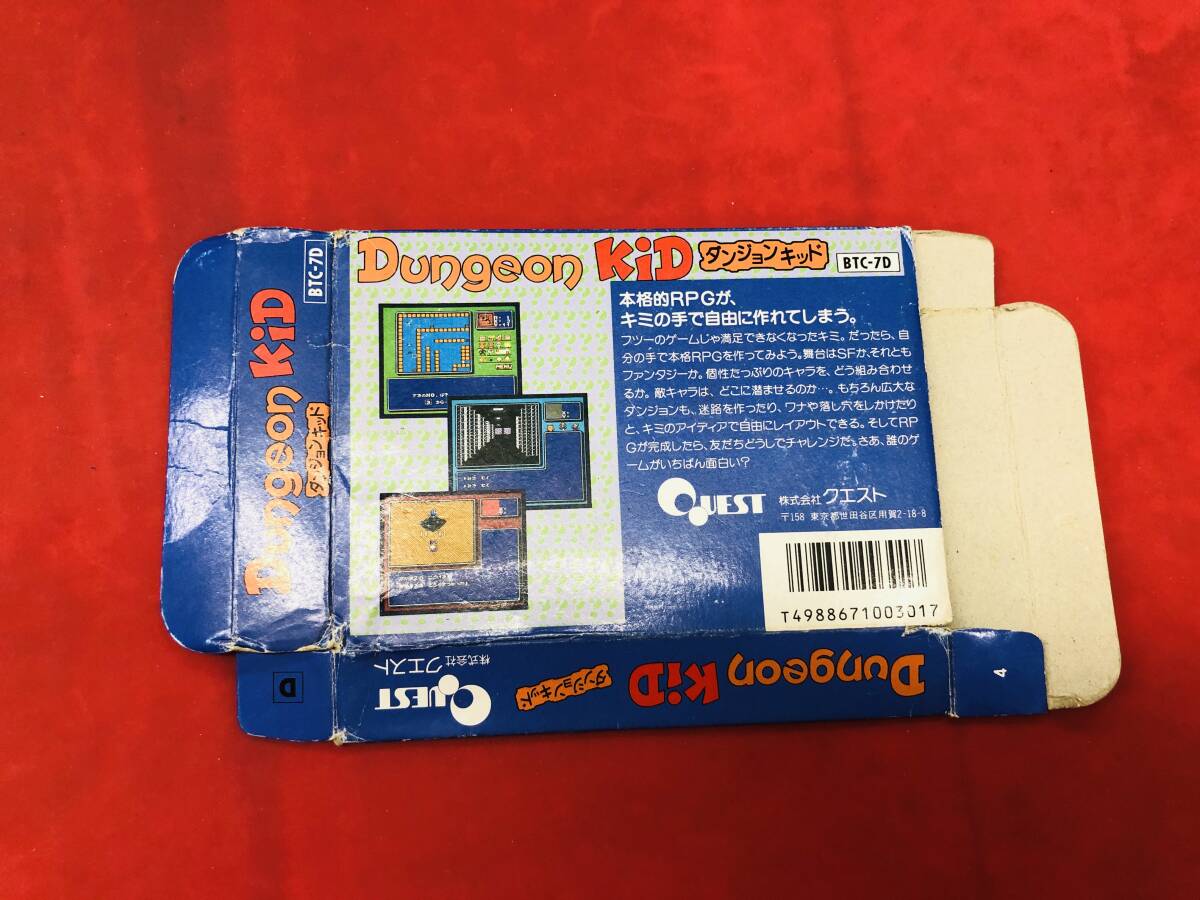 Dungeon KiD ダンジョンキッド BTC-7D
本格的RPGが、
キミの手で自由に作れてしまう。
フツーのゲームじゃ満足できなくなったキミ。だったら、自
分の手で本格RPGを作ってみよう。舞台はSFか、それとも
ファンタジーか。個性たっぷりのキャラを、どう組み合わせ
るか。敵キャラは、どこに潜ませるのか…。もちろん広大な
ダンジョンも、迷路を作ったり、ワナや落し穴をしかけたり
と、キミのアイディアで自由にレイアウトできる。そしてRP
Gが完成したら、友だちどうしでチャレンジだ。さあ、誰のゲ
ームがいちばん面白い?
QUEST 株式会社 クエスト
〒158 東京都世田谷区用賀2-18-8
T4988671003017
MENU
Dungeon KiD ダンジョンキッド
BTC-7D
Dungeon KiD ダンジョンキッド
QUEST 株式会社 クエスト
D
4